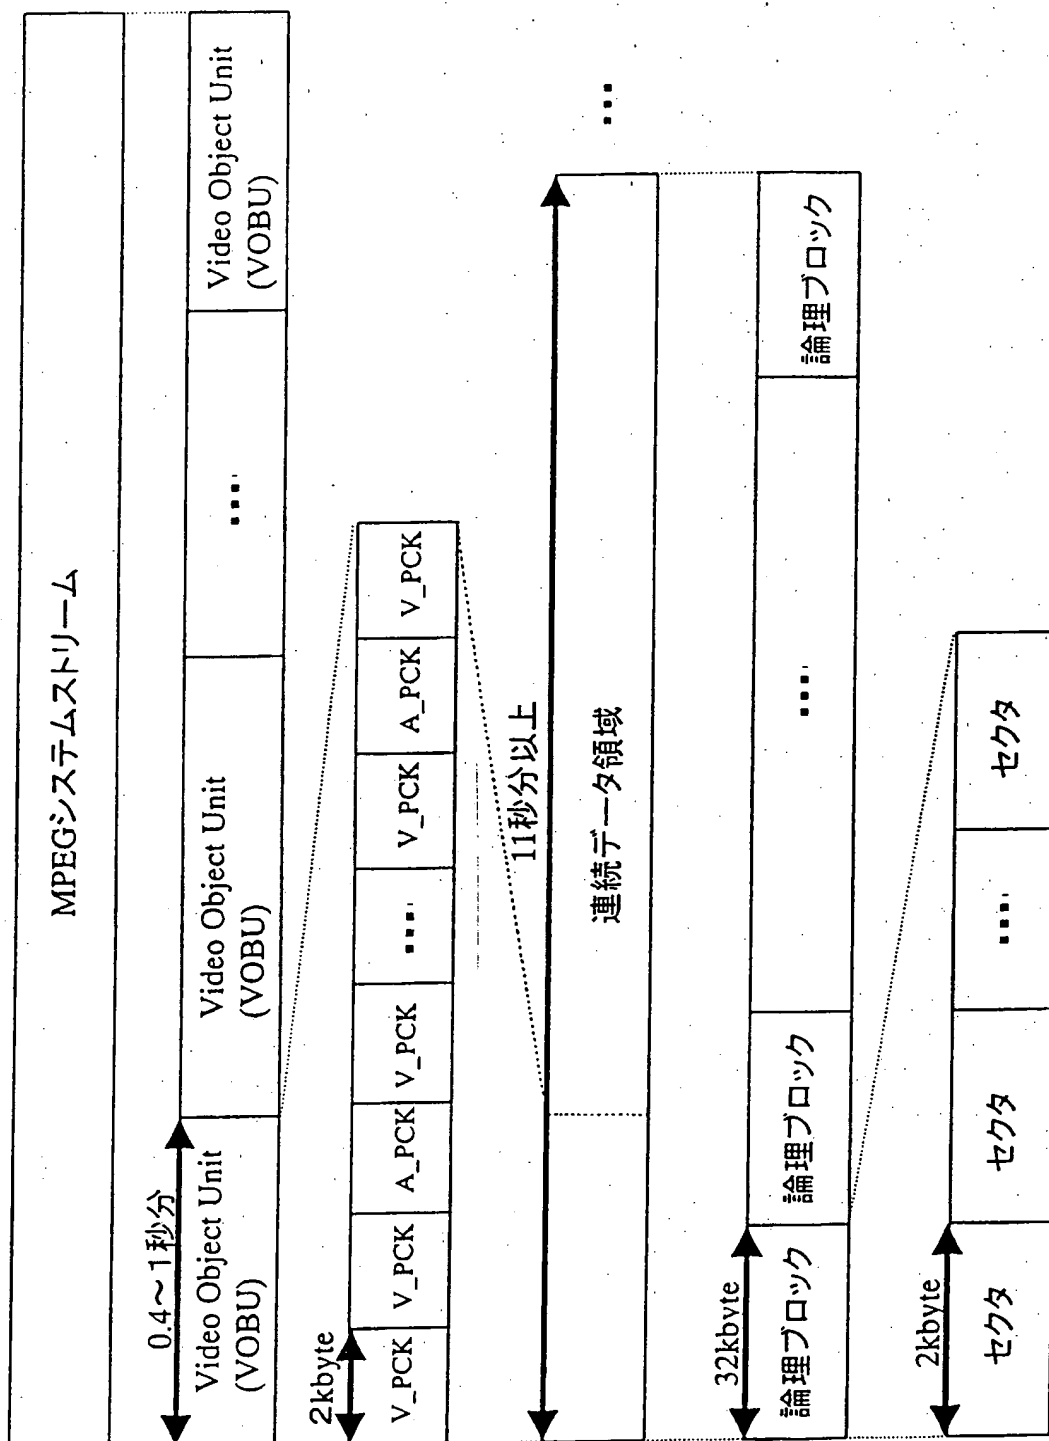 MPEGシステムストリーム
0.4〜1秒分
Video Object Unit
(VOBU)
Video Object Unit
(VOBU)
....
Video Object Unit
(VOBU)
2kbyte
V_PCK
V_PCK
A_PCK
V_PCK
....
V_PCK
A_PCK
V_PCK
11秒分以上
連続データ領域
...
32kbyte
論理ブロック
論理ブロック
....
論理ブロック
2kbyte
セクタ
セクタ
....
セクタ